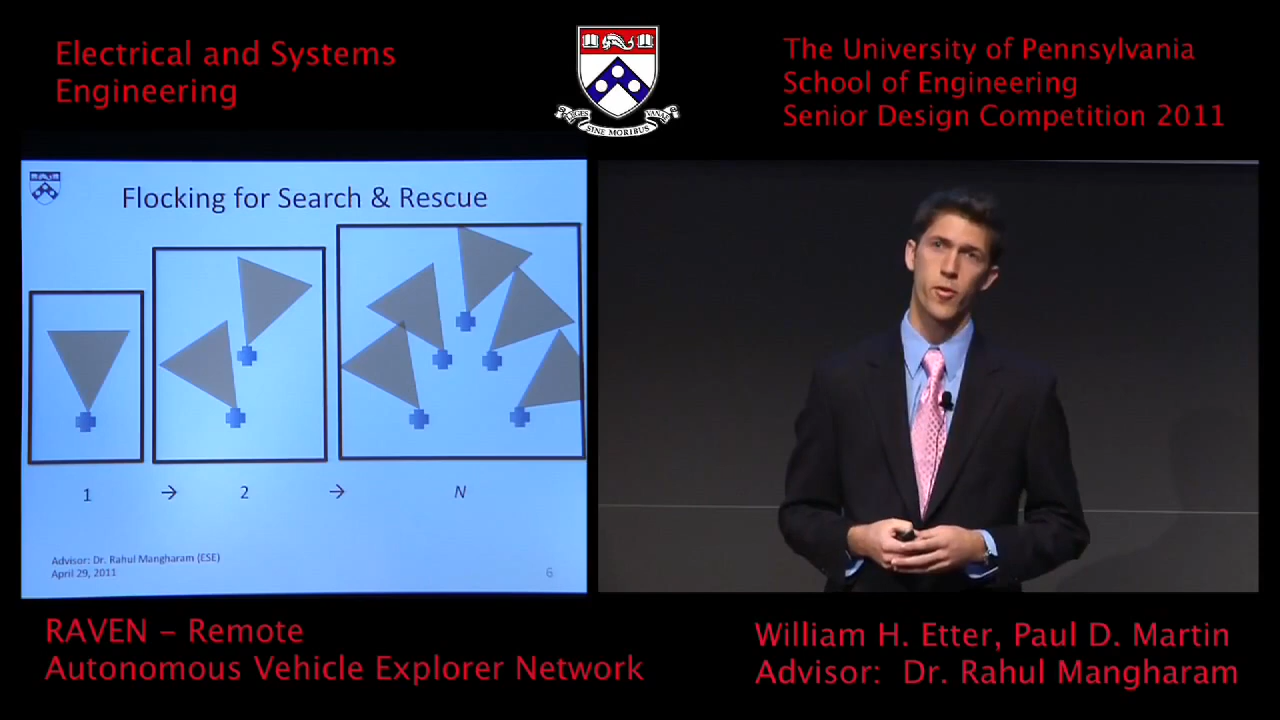 Electrical and Systems
Engineering
The University of Pennsylvania
School of Engineering
Senior Design Competition 2011
SINE MORIBUS
Flocking for Search & Rescue
1 → 2 → N
Advisor: Dr. Rahul Mangharam (ESE)
April 29, 2011
6
RAVEN – Remote
Autonomous Vehicle Explorer Network
William H. Etter, Paul D. Martin
Advisor: Dr. Rahul Mangharam